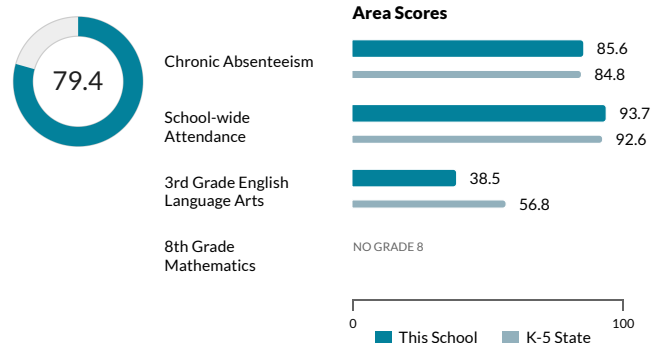 Area Scores
79.4
Chronic Absenteeism
85.6
84.8
School-wide
Attendance
93.7
92.6
3rd Grade English
Language Arts
38.5
56.8
8th Grade
Mathematics
NO GRADE 8
0
100
This School
K-5 State